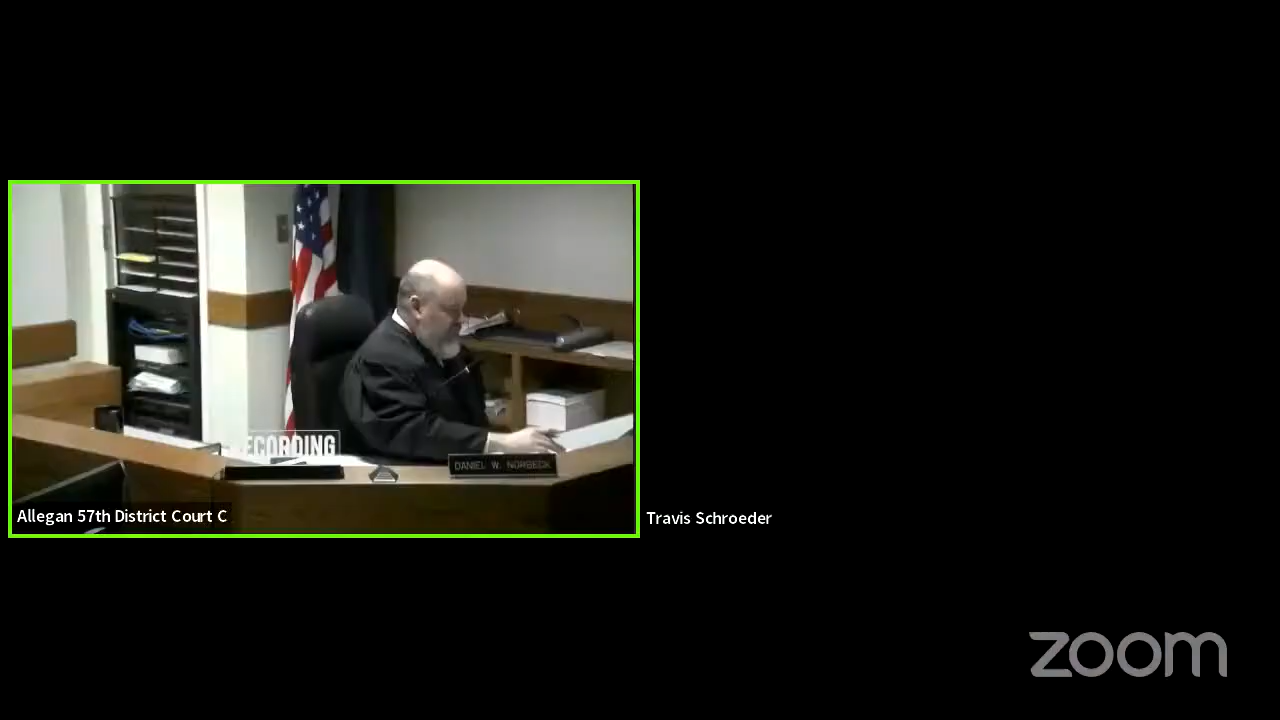 ECORDING
DANIEL W. NORBECK
Allegan 57th District Court C
Travis Schroeder
zoom